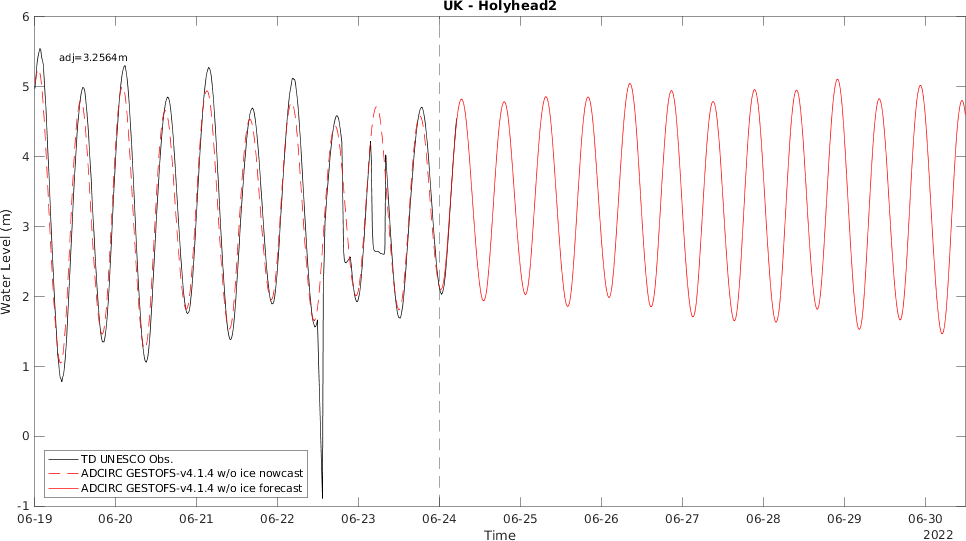 UK - Holyhead2
adj=3.2564m
6
5
4
3
2
1
0
-1
Water Level (m)
TD UNESCO Obs.
ADCIRC GESTOFS-v4.1.4 w/o ice nowcast
ADCIRC GESTOFS-v4.1.4 w/o ice forecast
06-19 06-20 06-21 06-22 06-23 06-24 06-25 06-26 06-27 06-28 06-29 06-30
Time
2022